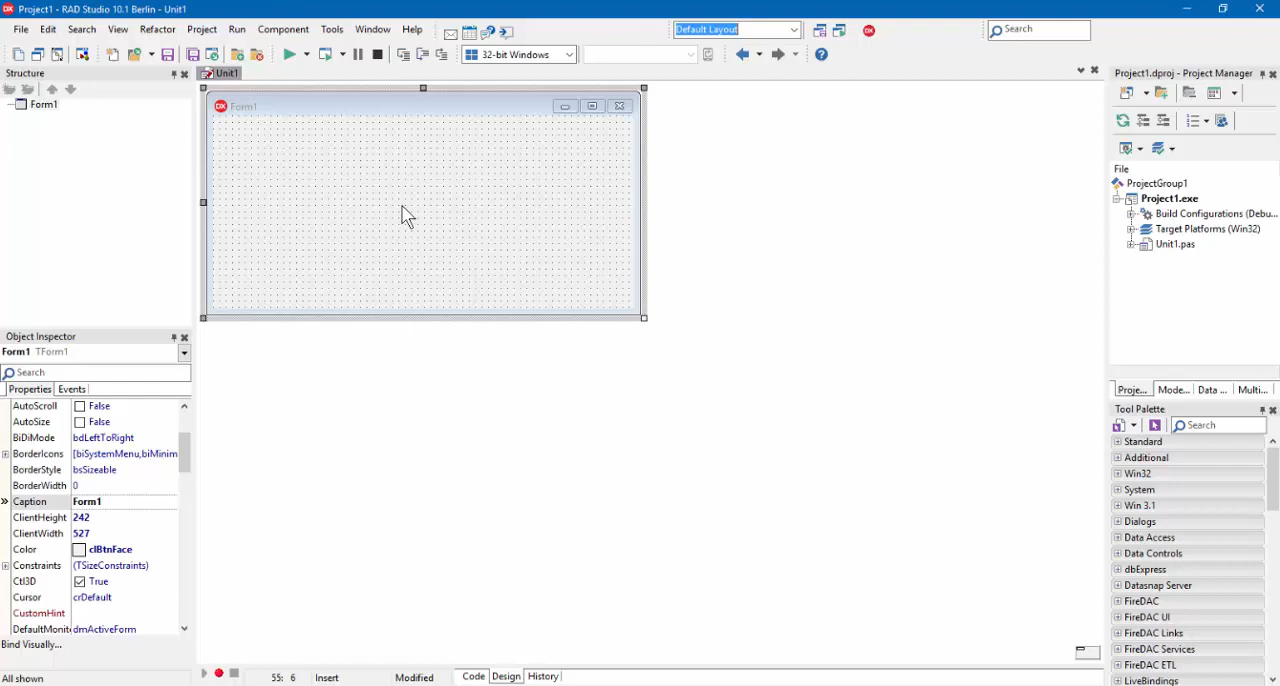 Project1 - RAD Studio 10.1 Berlin - Unit1
File Edit Search View Refactor Project Run Component Tools Window Help
Default Layout
Search
32-bit Windows
Structure
Form1
Unit1
Form1
Object Inspector
Form1 TForm1
Search
Properties Events
AutoScroll False
AutoSize False
BiDiMode bdLeftToRight
BorderIcons [biSystemMenu,biMinim
BorderStyle bsSizeable
BorderWidth 0
Caption Form1
ClientHeight 242
ClientWidth 527
Color clBtnFace
Constraints (TSizeConstraints)
Ctl3D True
Cursor crDefault
CustomHint
DefaultMonit dmActiveForm
Bind Visually...
All shown
55: 6 Insert Modified Code Design History
Project1.dproj - Project Manager
File
ProjectGroup1
Project1.exe
Build Configurations (Debu...
Target Platforms (Win32)
Unit1.pas
Proje... Mode... Data ... Multi...
Tool Palette
Search
Standard
Additional
Win32
System
Win 3.1
Dialogs
Data Access
Data Controls
dbExpress
Datasnap Server
FireDAC
FireDAC UI
FireDAC Links
FireDAC Services
FireDAC ETL
LiveBindings